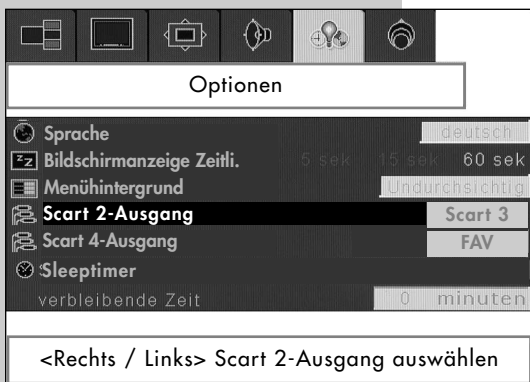 Optionen
Sprache deutsch
zz Bildschirmanzeige Zeitli. 5 sek 15 sek 60 sek
Menühintergrund Undurchsichtig
Scart 2-Ausgang Scart 3
Scart 4-Ausgang FAV
Sleeptimer
verbleibende Zeit 0 minuten
<Rechts / Links> Scart 2-Ausgang auswählen